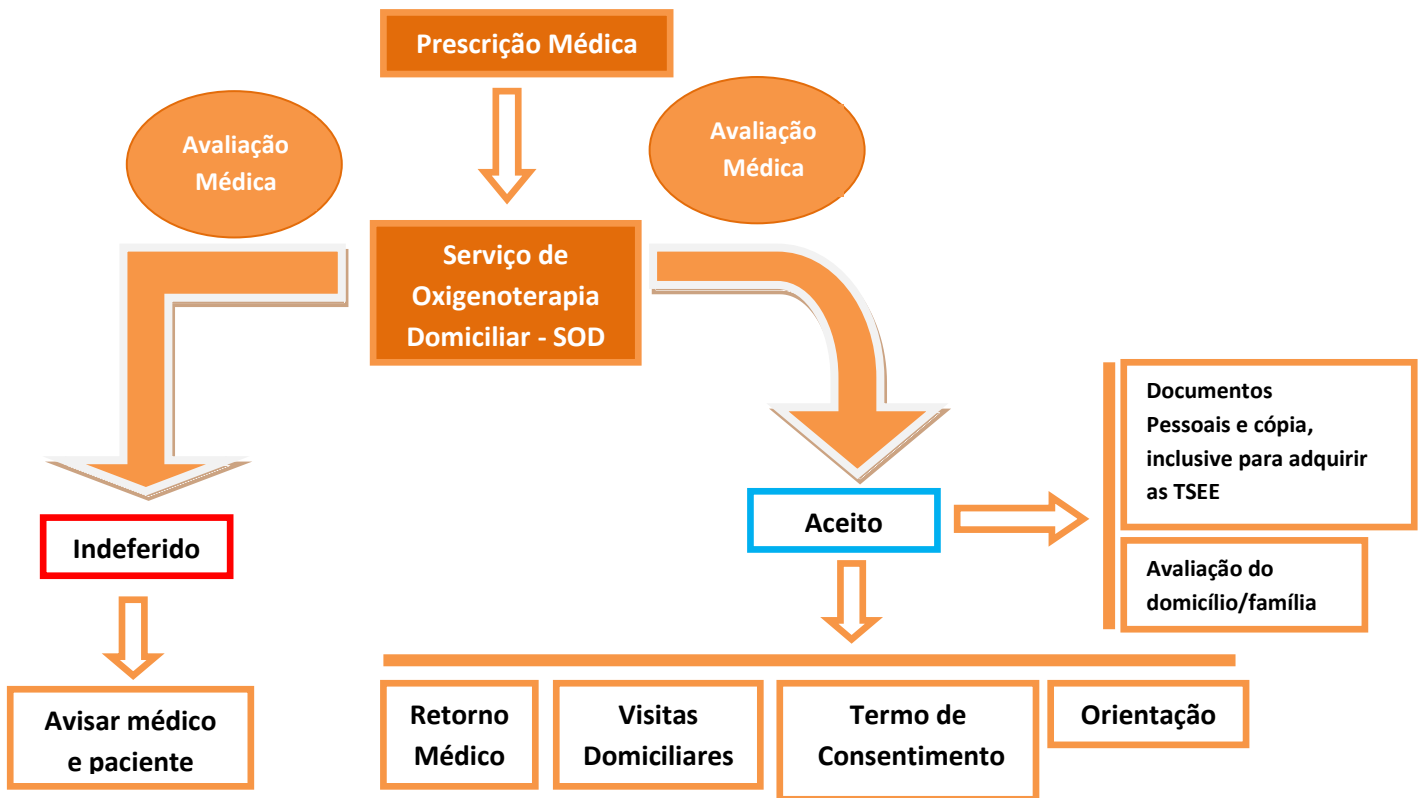 Prescrição Médica
Avaliação
Médica
Avaliação
Médica
Serviço de
Oxigenoterapia
Domiciliar - SOD
Indeferido
Avisar médico
e paciente
Aceito
Documentos
Pessoais e cópia,
inclusive para adquirir
as TSEE
Avaliação do
domicílio/família
Retorno
Médico
Visitas
Domiciliares
Termo de
Consentimento
Orientação